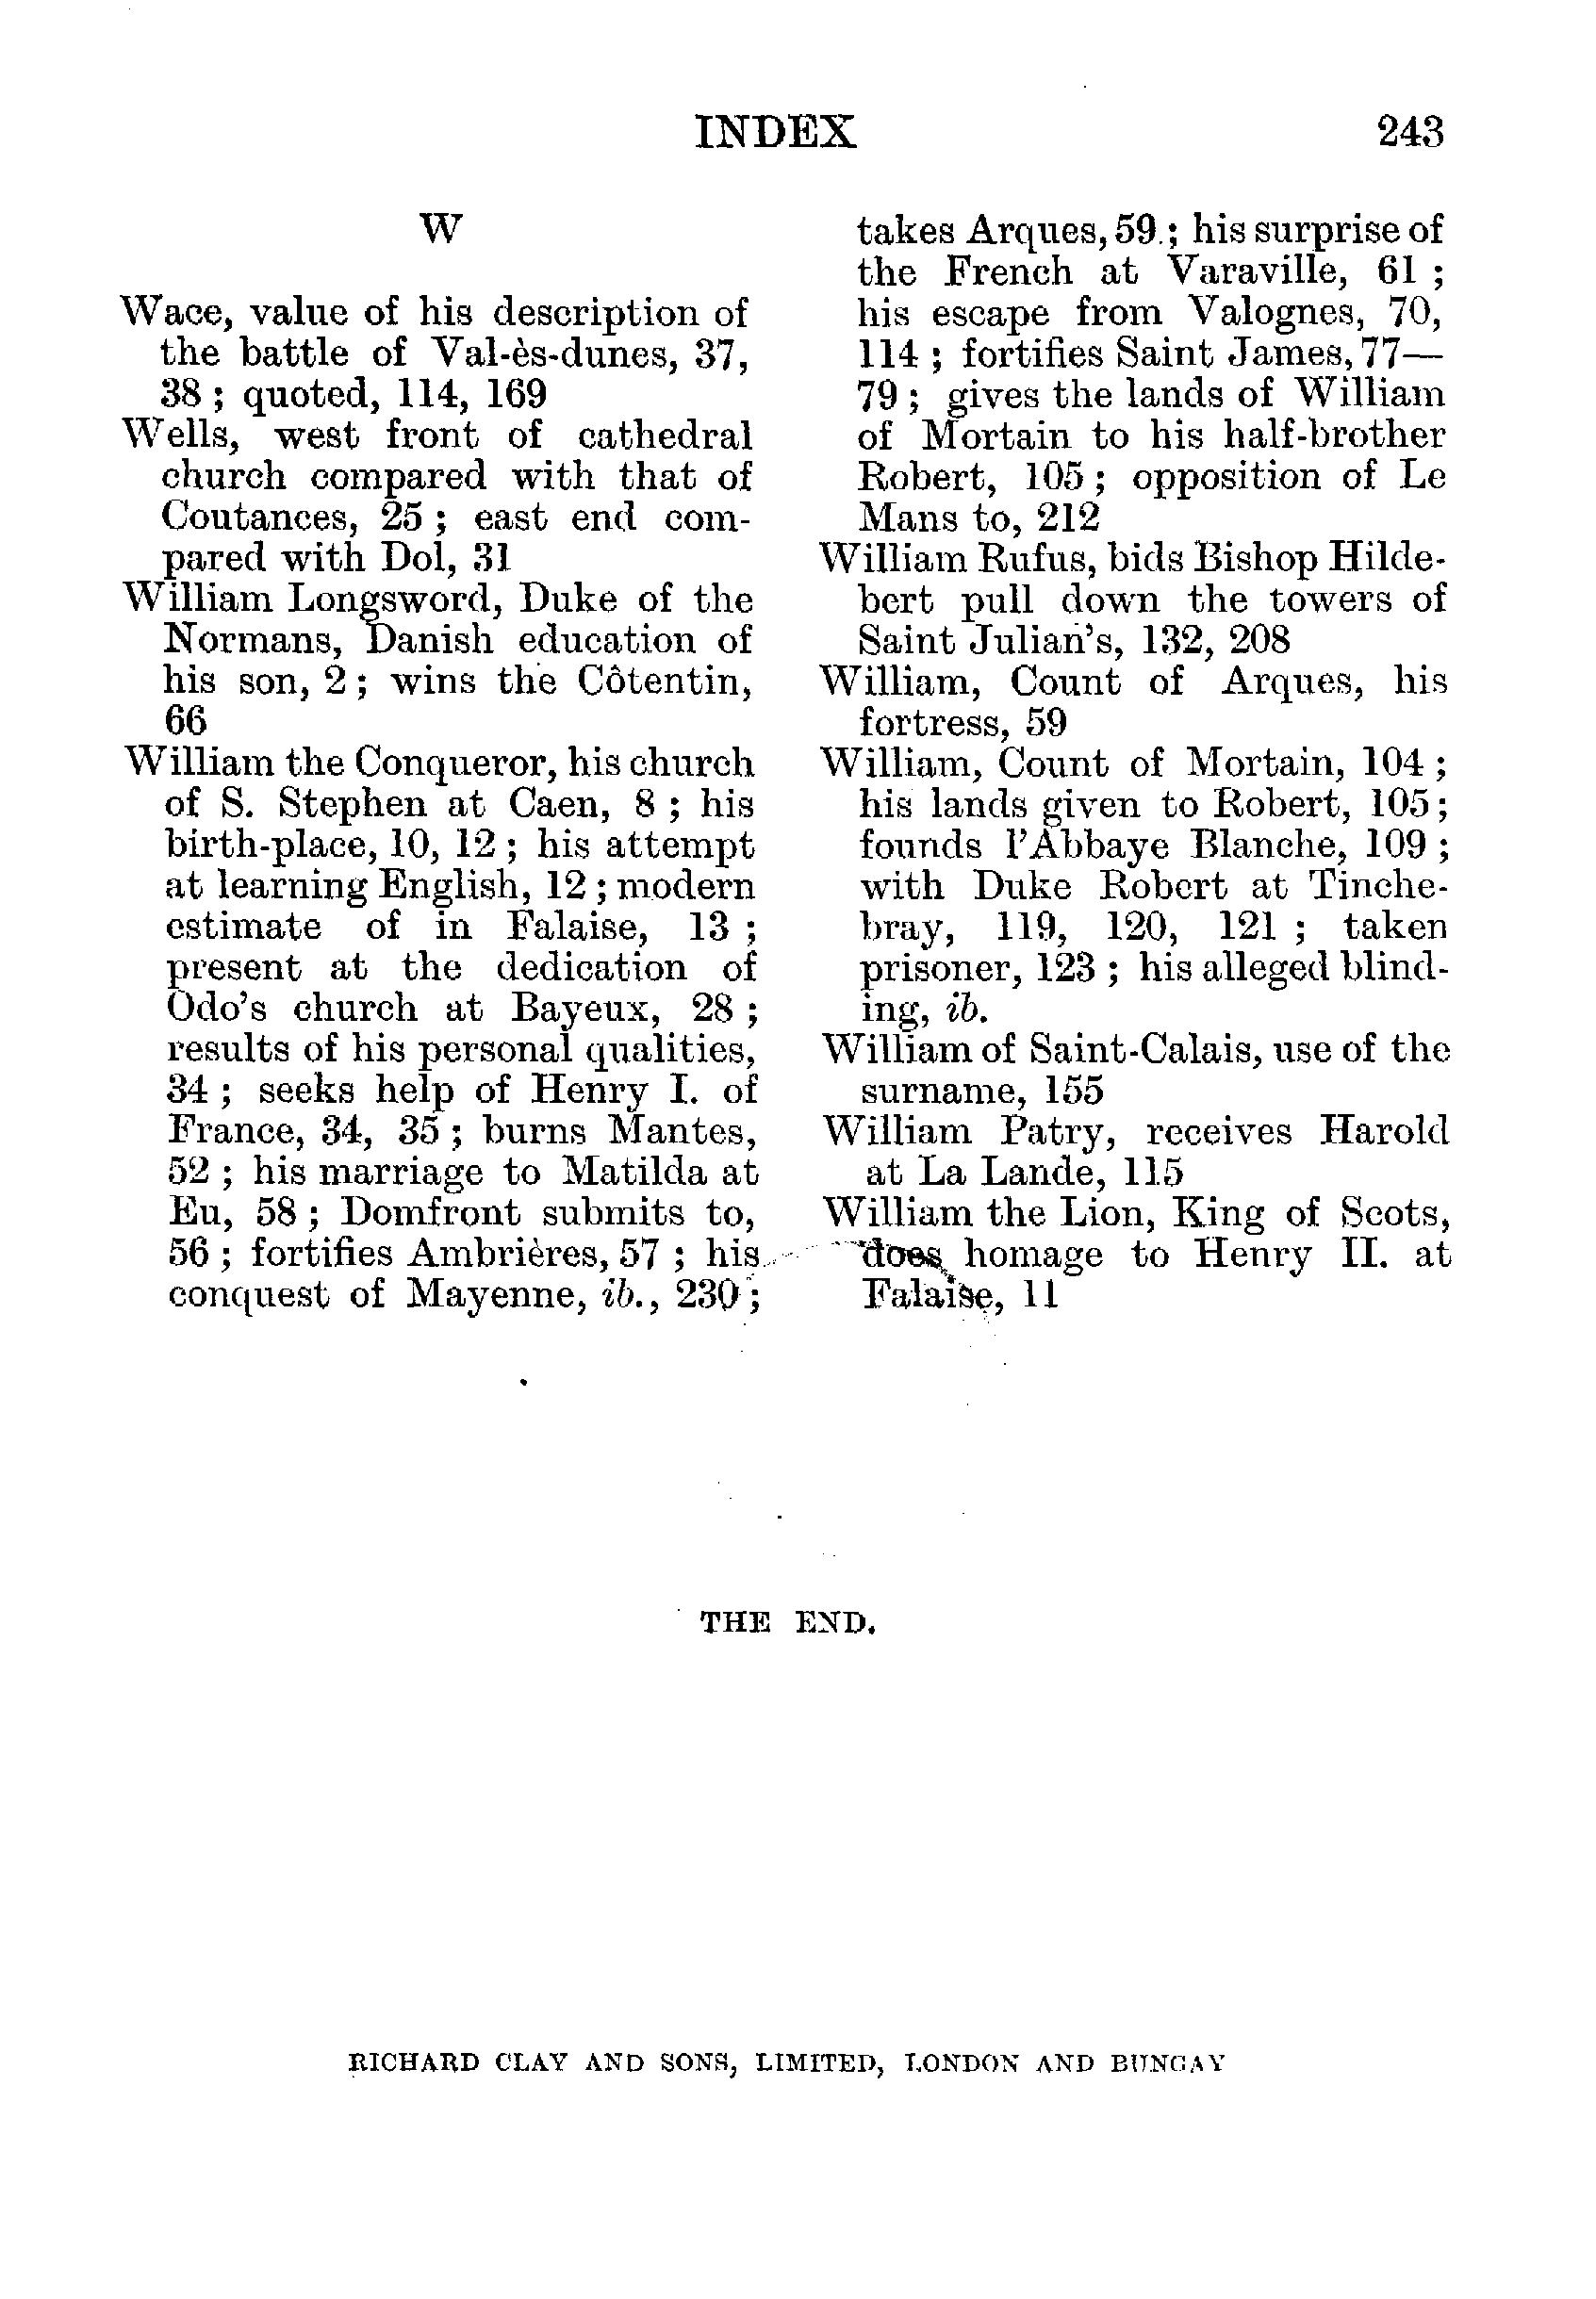 INDEX 243
W
Wace, value of his description of
the battle of Val-ès-dunes, 37,
38 ; quoted, 114, 169
Wells, west front of cathedral
church compared with that of
Coutances, 25 ; east end com-
pared with Dol, 31
William Longsword, Duke of the
Normans, Danish education of
his son, 2 ; wins the Côtentin,
66
William the Conqueror, his church
of S. Stephen at Caen, 8 ; his
birth-place, 10, 12 ; his attempt
at learning English, 12 ; modern
estimate of in Falaise, 13 ;
present at the dedication of
Odo's church at Bayeux, 28 ;
results of his personal qualities,
34 ; seeks help of Henry I. of
France, 34, 35 ; burns Mantes,
52 ; his marriage to Matilda at
Eu, 58 ; Domfront submits to,
56 ; fortifies Ambrières, 57 ; his
conquest of Mayenne, ib., 230 ;
takes Arques, 59 ; his surprise of
the French at Varaville, 61 ;
his escape from Valognes, 70,
114 ; fortifies Saint James, 77—
79 ; gives the lands of William
of Mortain to his half-brother
Robert, 105 ; opposition of Le
Mans to, 212
William Rufus, bids Bishop Hilde-
bert pull down the towers of
Saint Julian's, 132, 208
William, Count of Arques, his
fortress, 59
William, Count of Mortain, 104 ;
his lands given to Robert, 105 ;
founds l'Abbaye Blanche, 109 ;
with Duke Robert at Tinche-
bray, 119, 120, 121 ; taken
prisoner, 123 ; his alleged blind-
ing, ib.
William of Saint-Calais, use of the
surname, 155
William Patry, receives Harold
at La Lande, 115
William the Lion, King of Scots,
does homage to Henry II. at
Falaise, 11
THE END.
RICHARD CLAY AND SONS, LIMITED, LONDON AND BUNGAY